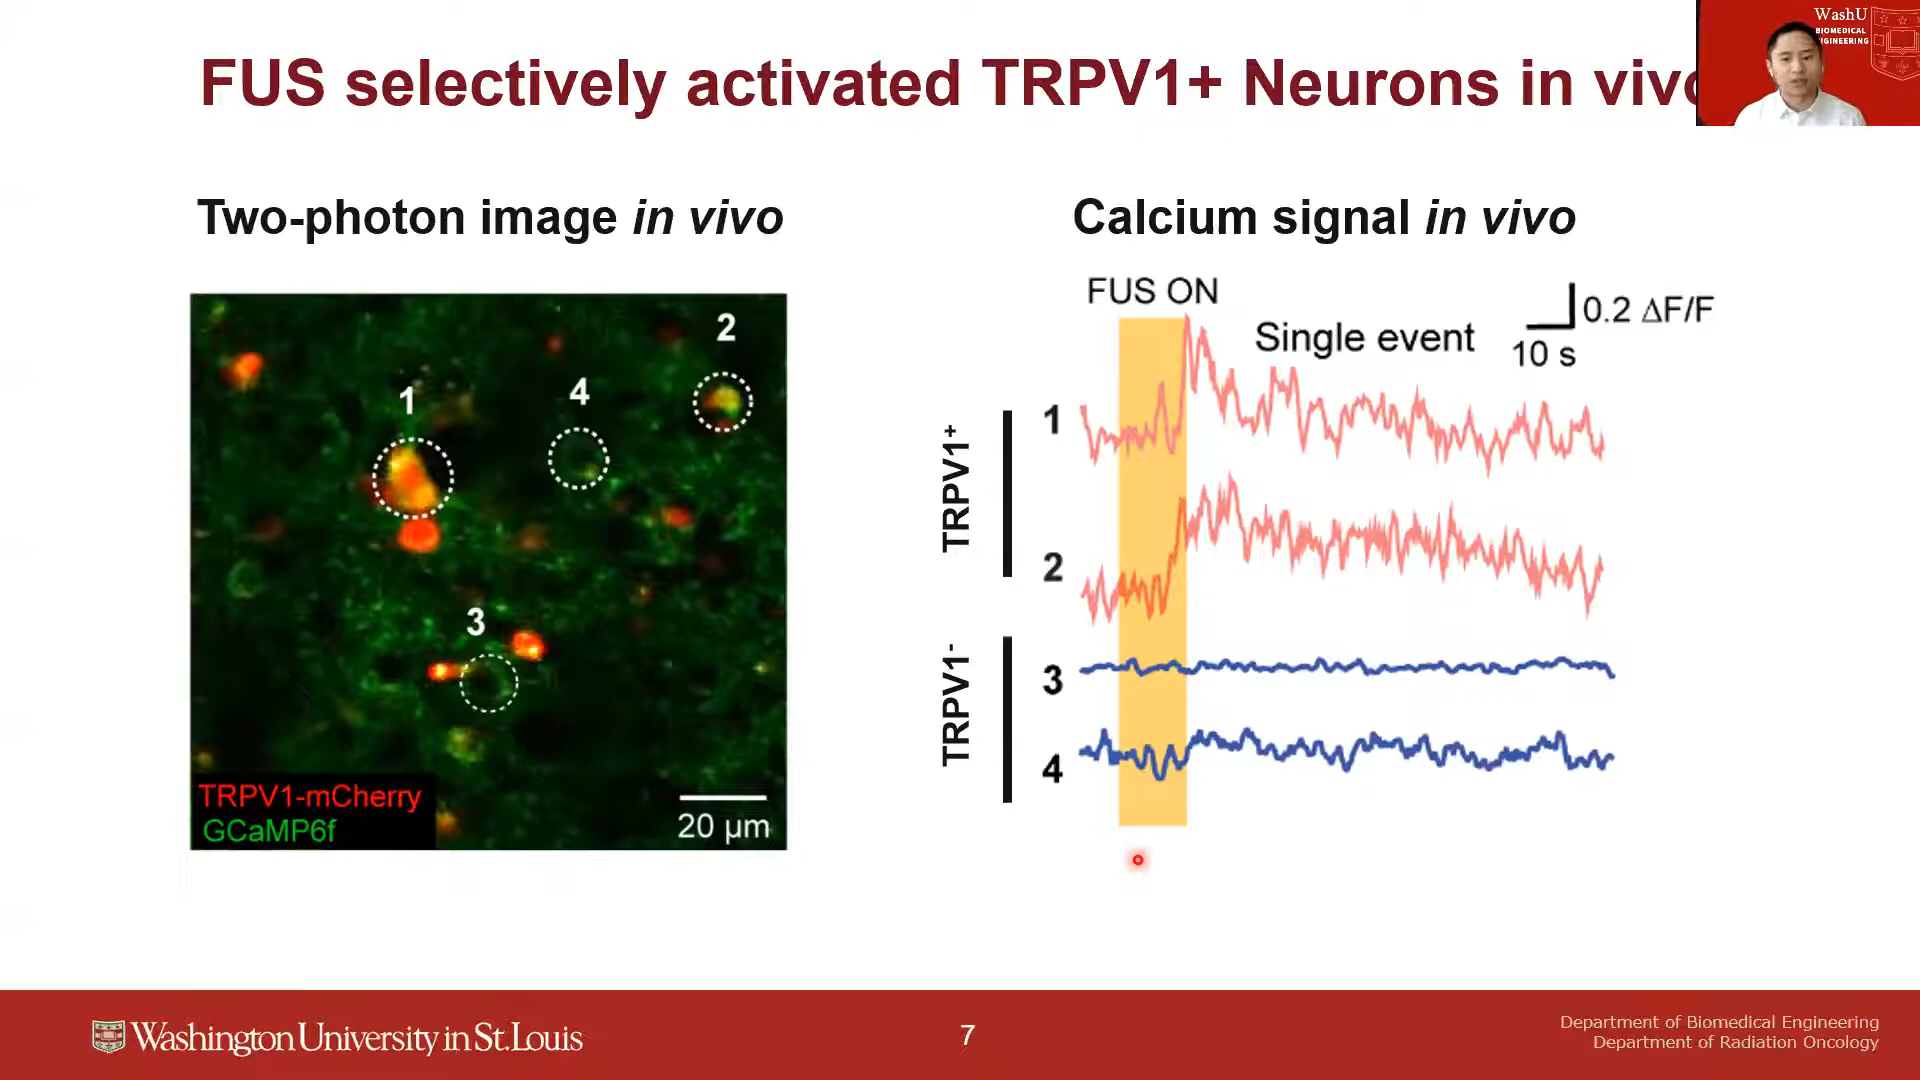 FUS selectively activated TRPV1+ Neurons in vivo
WashU
BIOMEDICAL
ENGINEERING
Two-photon image in vivo
Calcium signal in vivo
1
2
3
4
TRPV1-mCherry
GCaMP6f
20 µm
FUS ON
Single event
0.2 ΔF/F
10 s
TRPV1+
1
2
TRPV1-
3
4
Washington University in St. Louis
7
Department of Biomedical Engineering
Department of Radiation Oncology